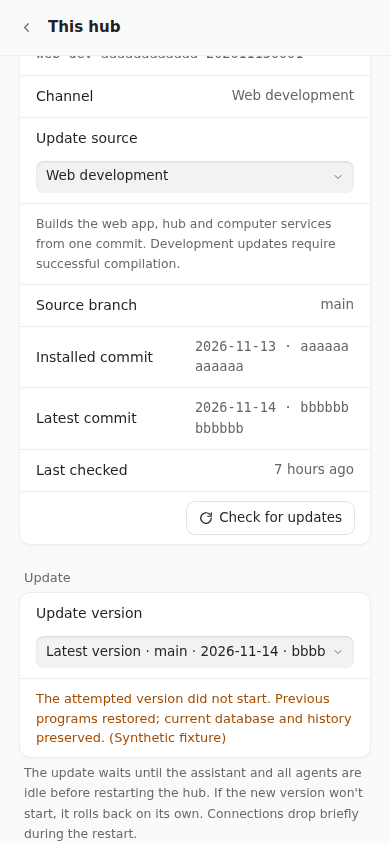 This hub
Channel
Web development
Update source
Web development
Builds the web app, hub and computer services
from one commit. Development updates require
successful compilation.
Source branch
main
Installed commit
2026-11-13 · aaaaaa
aaaaaa
Latest commit
2026-11-14 · bbbbbb
bbbbbb
Last checked
7 hours ago
Check for updates
Update
Update version
Latest version · main · 2026-11-14 · bbbb
The attempted version did not start. Previous
programs restored; current database and history
preserved. (Synthetic fixture)
The update waits until the assistant and all agents are
idle before restarting the hub. If the new version won't
start, it rolls back on its own. Connections drop briefly
during the restart.